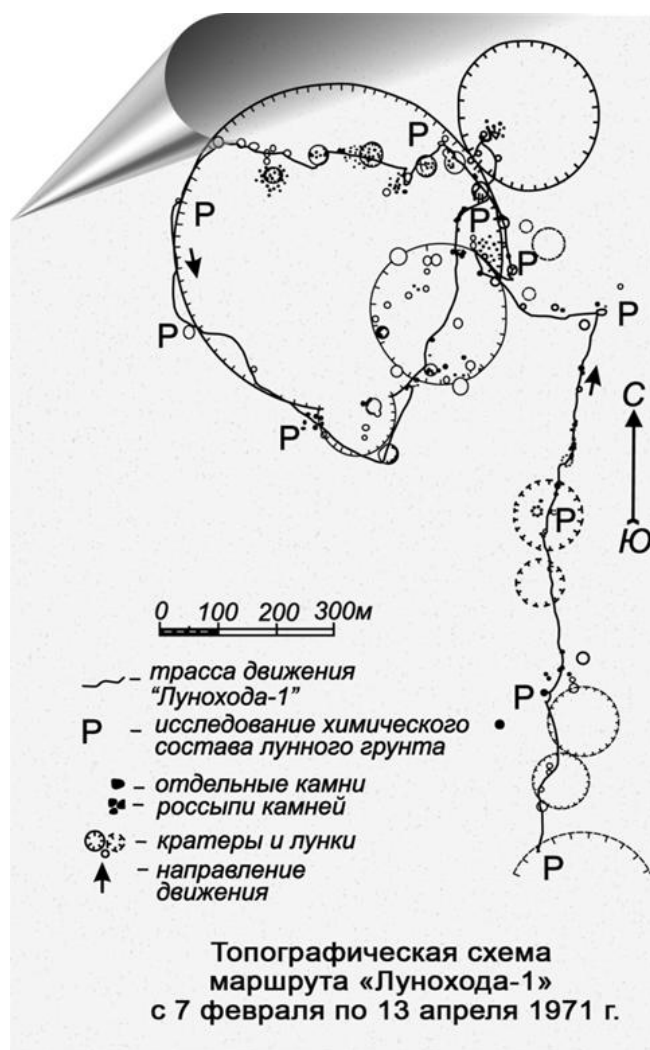 P
P
P
P
P
P
P
С
P
P
Ю
0 100 200 300м
трасса движения
"Лунохода-1"
P
P - исследование химического
состава лунного грунта
- отдельные камни
- россыпи камней
- кратеры и лунки
- направление
движения
P
Топографическая схема
маршрута «Лунохода-1»
с 7 февраля по 13 апреля 1971 г.